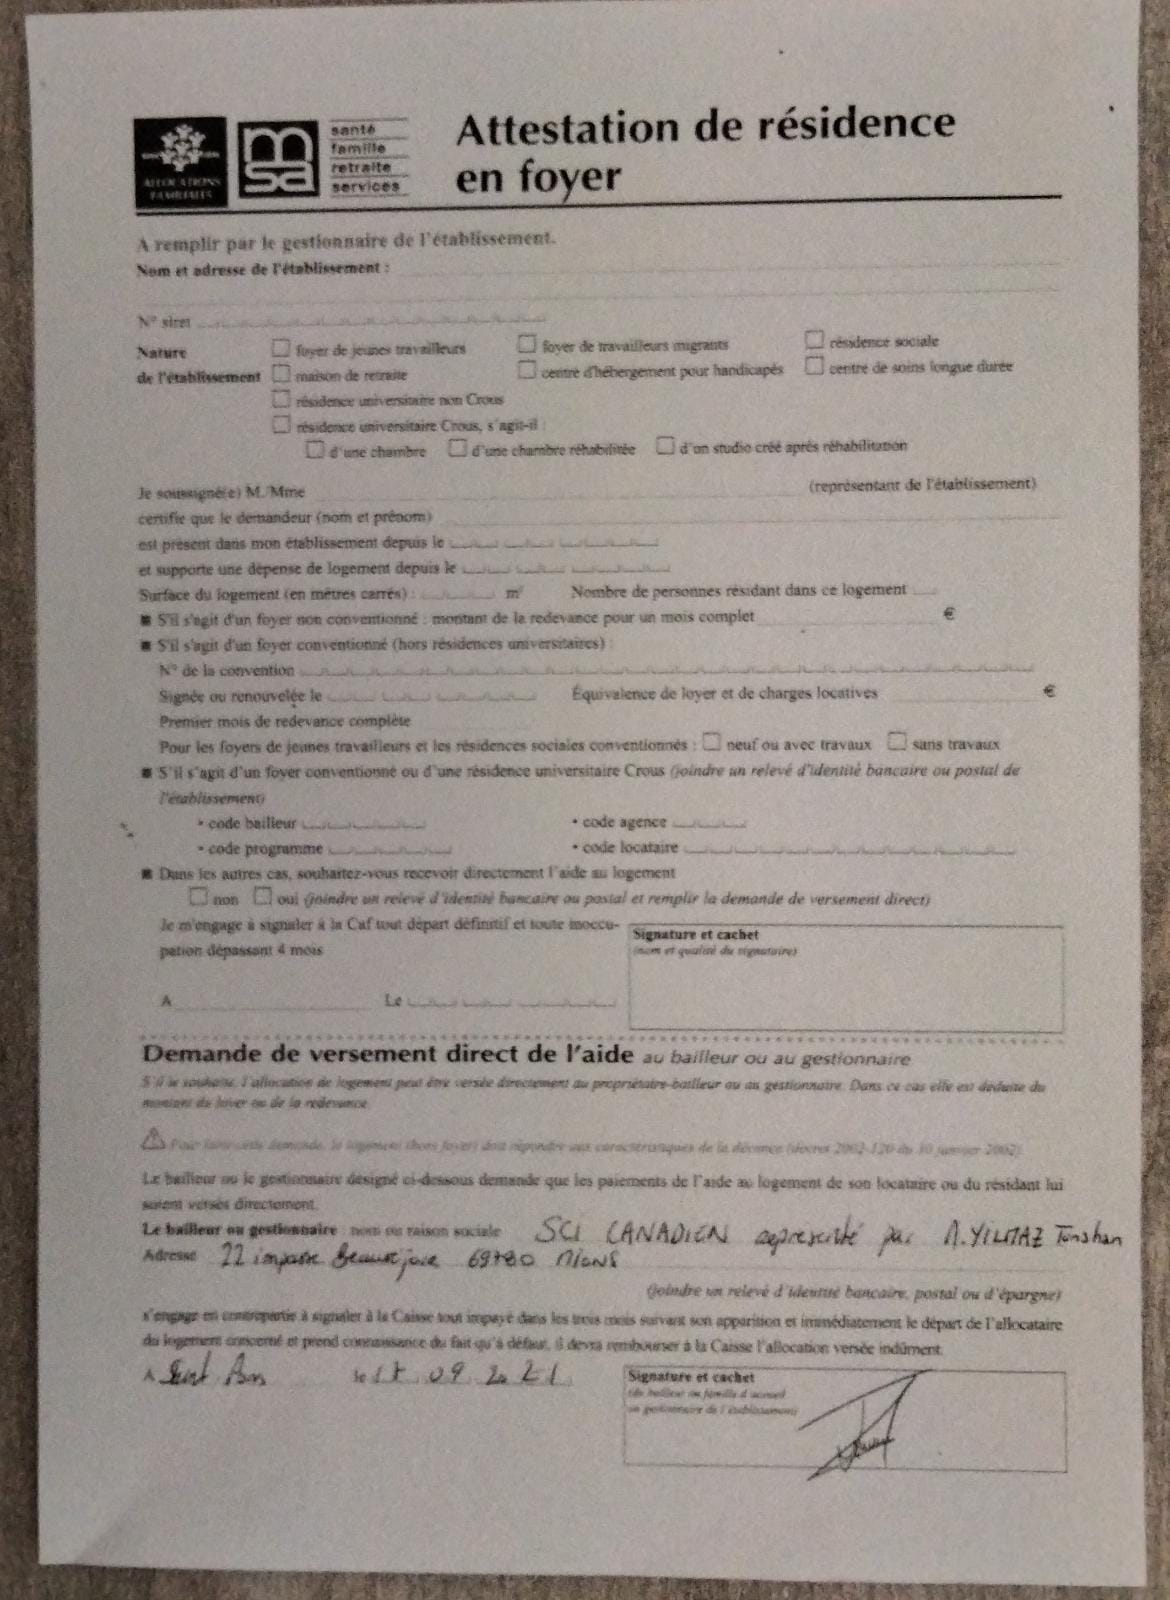 Attestation de résidence
en foyer
ALLOCATIONS
FAMILIALES
msa
santé
famille
retraite
services
A remplir par le gestionnaire de l'établissement.
Nom et adresse de l'établissement :
N° siret
Nature
de l'établissement
foyer de jeunes travailleurs
foyer de travailleurs migrants
résidence sociale
maison de retraite
centre d'hébergement pour handicapés
centre de soins longue durée
résidence universitaire non Crous
résidence universitaire Crous, s'agit-il :
d'une chambre
d'une chambre réhabilitée
d'un studio créé après réhabilitation
Je soussigné(e) M./Mme (représentant de l'établissement)
certifie que le demandeur (nom et prénom)
est présent dans mon établissement depuis le
et supporte une dépense de logement depuis le
Surface du logement (en mètres carrés) : m² Nombre de personnes résidant dans ce logement
■ S'il s'agit d'un foyer non conventionné : montant de la redevance pour un mois complet €
■ S'il s'agit d'un foyer conventionné (hors résidences universitaires) :
N° de la convention
Signée ou renouvelée le Équivalence de loyer et de charges locatives €
Premier mois de redevance complète
Pour les foyers de jeunes travailleurs et les résidences sociales conventionnés : neuf ou avec travaux sans travaux
■ S'il s'agit d'un foyer conventionné ou d'une résidence universitaire Crous (joindre un relevé d'identité bancaire ou postal de
l'établissement)
• code bailleur • code agence
• code programme • code locataire
■ Dans les autres cas, souhaitez-vous recevoir directement l'aide au logement
non oui (joindre un relevé d'identité bancaire ou postal et remplir la demande de versement direct)
Je m'engage à signaler à la Caf tout départ définitif et toute inoccu-
pation dépassant 4 mois
A Le
Signature et cachet
(nom et qualité du signataire)
Demande de versement direct de l'aide au bailleur ou au gestionnaire
S'il le souhaite, l'allocation de logement peut être versée directement au propriétaire-bailleur ou au gestionnaire. Dans ce cas elle est déduite du
montant du loyer ou de la redevance.
Pour faire cette demande, le logement (hors foyer) doit répondre aux caractéristiques de la décence (décret 2002-120 du 30 janvier 2002)
Le bailleur ou le gestionnaire désigné ci-dessous demande que les paiements de l'aide au logement de son locataire ou du résidant lui
soient versés directement.
Le bailleur ou gestionnaire nom ou raison sociale SCI CANADIEN représenté par M.YILMAZ
Adresse 22 impasse 69780 MIONS
(joindre un relevé d'identité bancaire, postal ou d'épargne)
s'engage en contrepartie à signaler à la Caisse tout impayé dans les trois mois suivant son apparition et immédiatement le départ de l'allocataire
du logement concerné et prend connaissance du fait qu'à défaut, il devra rembourser à la Caisse l'allocation versée indûment.
A le 17 09 2021
Signature et cachet
(du bailleur ou famille d'accueil
ou gestionnaire de l'établissement)